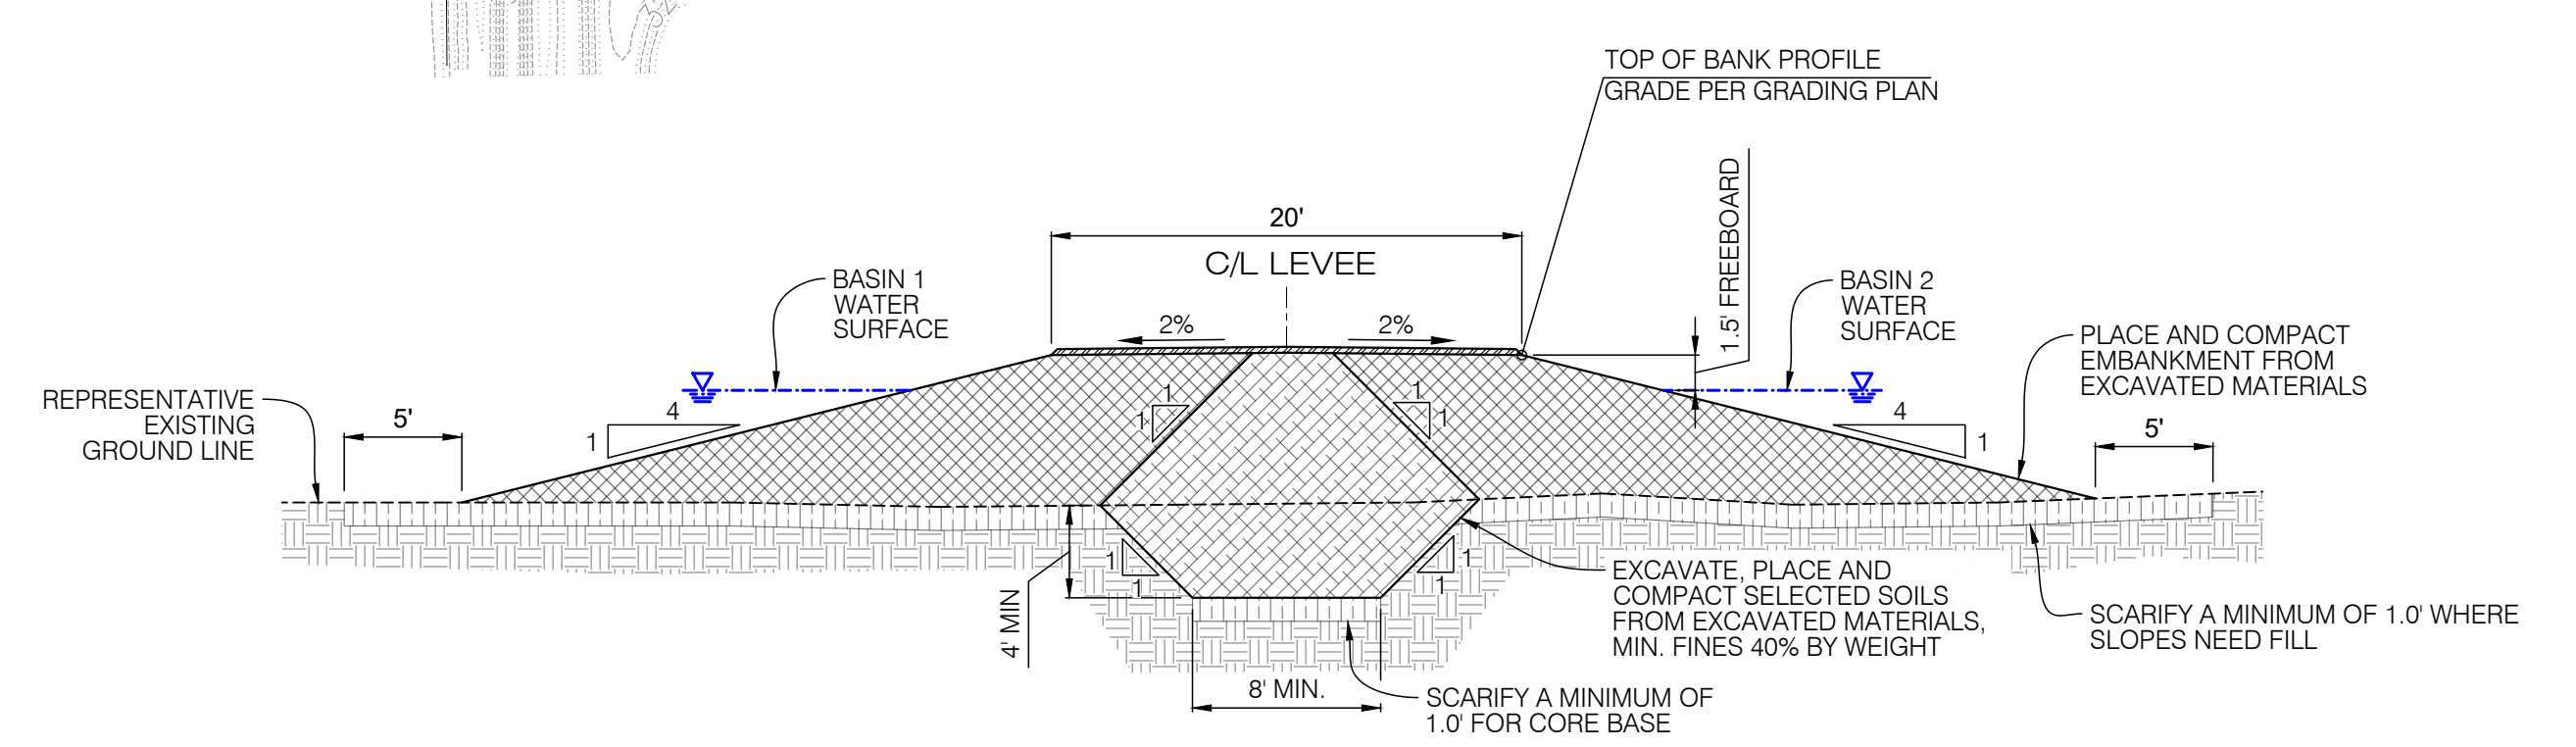 32
TOP OF BANK PROFILE
GRADE PER GRADING PLAN
1.5' FREEBOARD
20'
C/L LEVEE
2%
2%
BASIN 1
WATER
SURFACE
BASIN 2
WATER
SURFACE
PLACE AND COMPACT
EMBANKMENT FROM
EXCAVATED MATERIALS
REPRESENTATIVE
EXISTING
GROUND LINE
5'
4
1
1
1
1
1
4
1
5'
4' MIN
1
1
1
1
EXCAVATE, PLACE AND
COMPACT SELECTED SOILS
FROM EXCAVATED MATERIALS,
MIN. FINES 40% BY WEIGHT
SCARIFY A MINIMUM OF 1.0' WHERE
SLOPES NEED FILL
8' MIN.
SCARIFY A MINIMUM OF
1.0' FOR CORE BASE